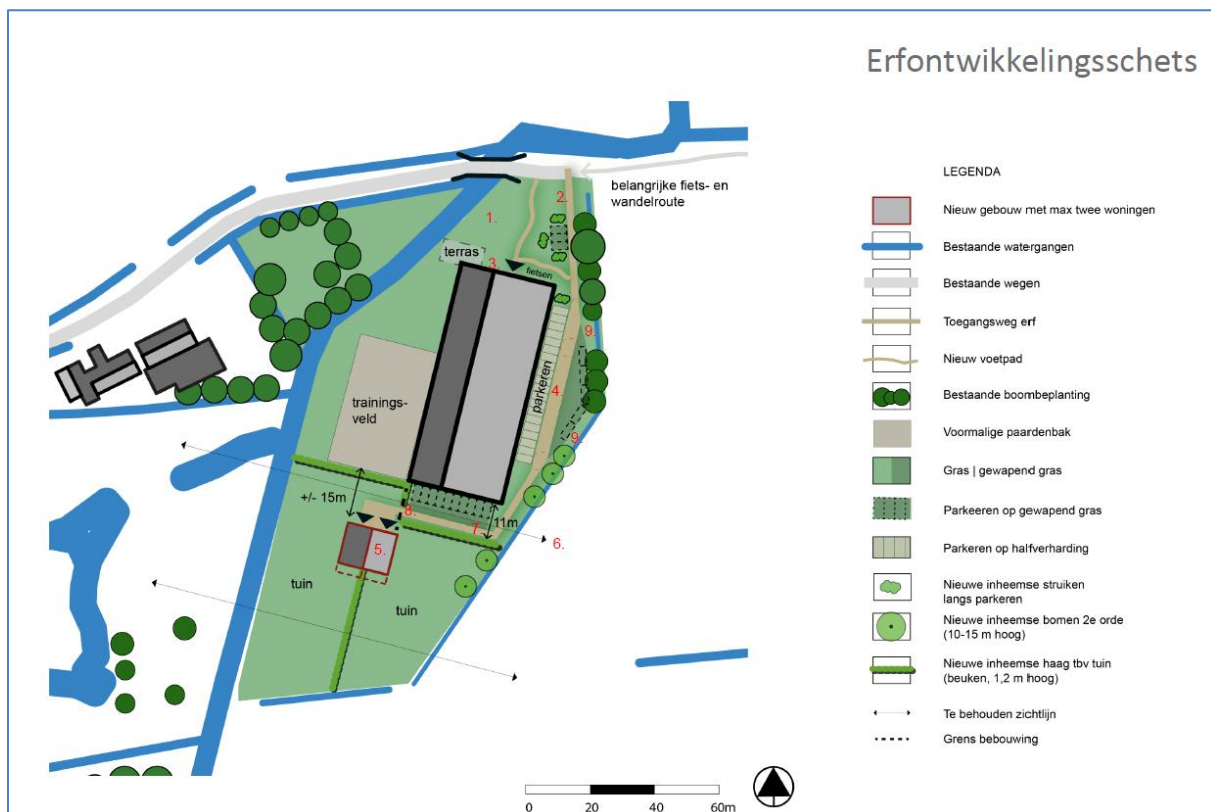 Erfontwikkelingsschets
belangrijke fiets- en
wandelroute
1.
2.
terras
3.
fietsen
9.
parkeren
4.
trainings-
veld
9.
+/- 15m
8.
7.
11m
6.
5.
tuin
tuin
0
20
40
60m
LEGENDA
Nieuw gebouw met max twee woningen
Bestaande watergangen
Bestaande wegen
Toegangsweg erf
Nieuw voetpad
Bestaande boombeplanting
Voormalige paardenbak
Gras | gewapend gras
Parkeeren op gewapend gras
Parkeren op halfverharding
Nieuwe inheemse struiken
langs parkeren
Nieuwe inheemse bomen 2e orde
(10-15 m hoog)
Nieuwe inheemse haag tbv tuin
(beuken, 1,2 m hoog)
Te behouden zichtlijn
Grens bebouwing